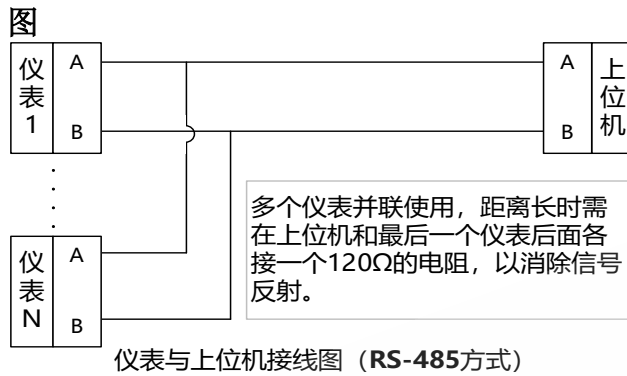 图
仪表1
A
B
A
B
上位机
仪表N
A
B
多个仪表并联使用，距离长时需
在上位机和最后一个仪表后面各
接一个120Ω的电阻，以消除信号
反射。
仪表与上位机接线图（RS-485方式）